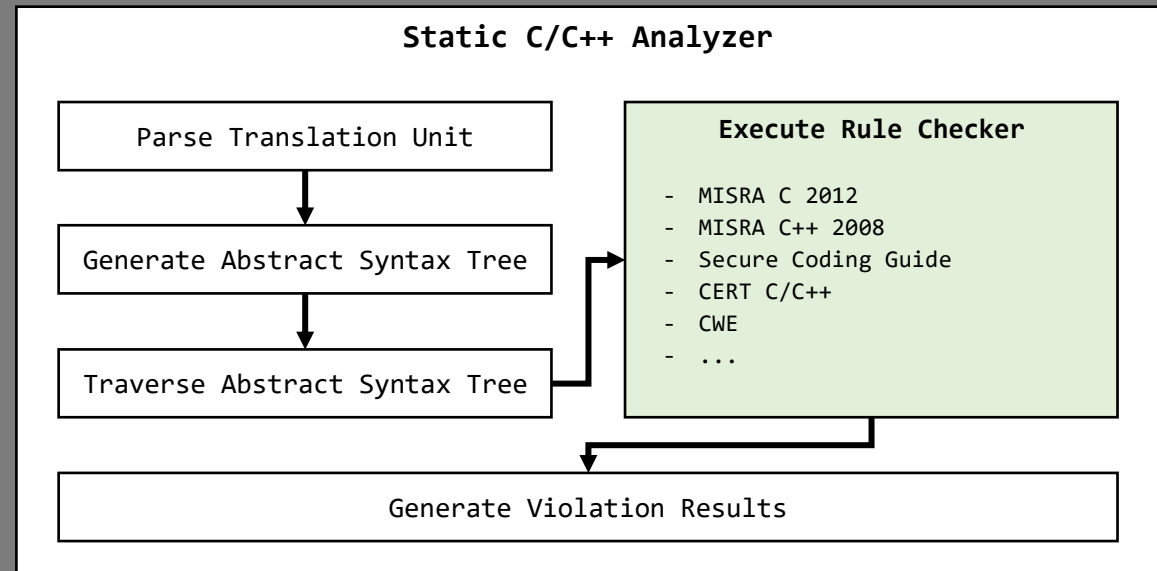 Static C/C++ Analyzer
Parse Translation Unit
Generate Abstract Syntax Tree
Traverse Abstract Syntax Tree
Execute Rule Checker
- MISRA C 2012
- MISRA C++ 2008
- Secure Coding Guide
- CERT C/C++
- CWE
- ...
Generate Violation Results